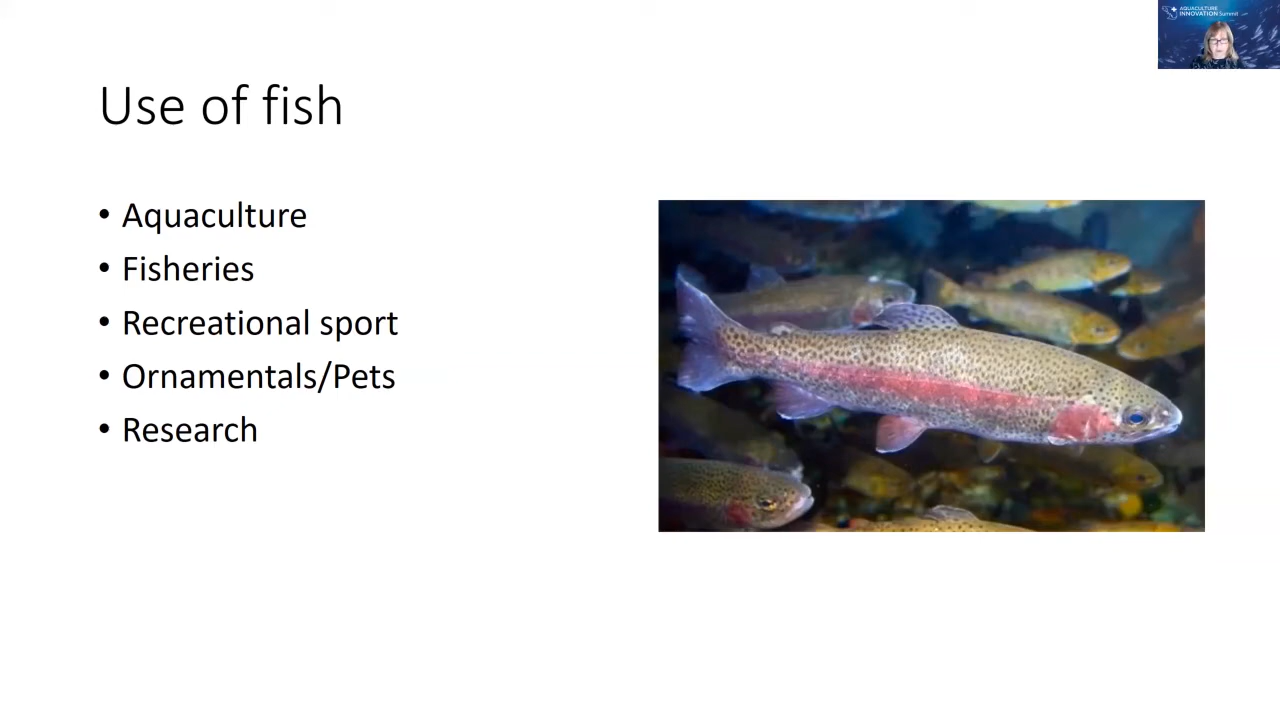 AQUACULTURE
INNOVATION Summit
Use of fish
• Aquaculture
• Fisheries
• Recreational sport
• Ornamentals/Pets
• Research